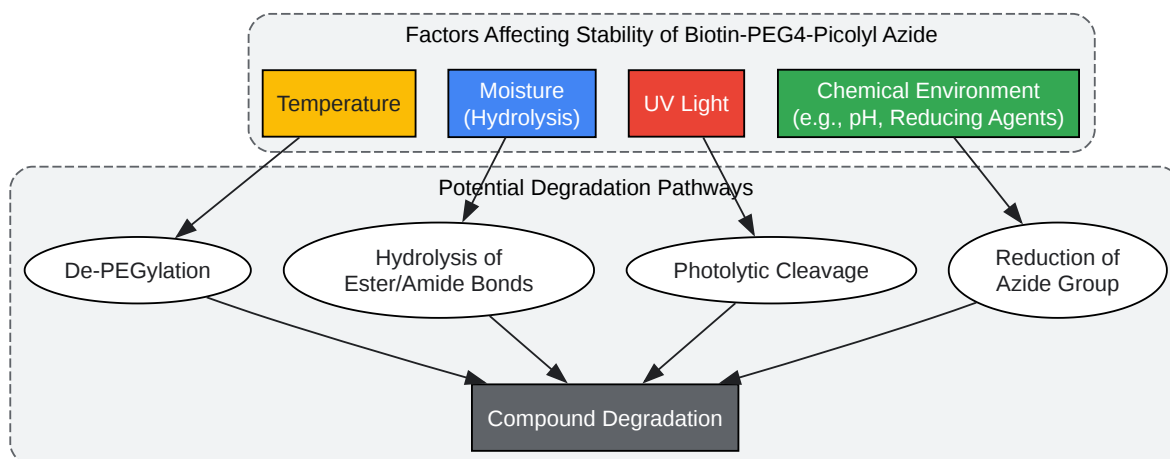 Factors Affecting Stability of Biotin-PEG4-Picolyl Azide
Temperature
Moisture
(Hydrolysis)
UV Light
Chemical Environment
(e.g., pH, Reducing Agents)
Potential Degradation Pathways
De-PEGylation
Hydrolysis of
Ester/Amide Bonds
Photolytic Cleavage
Reduction of
Azide Group
Compound Degradation